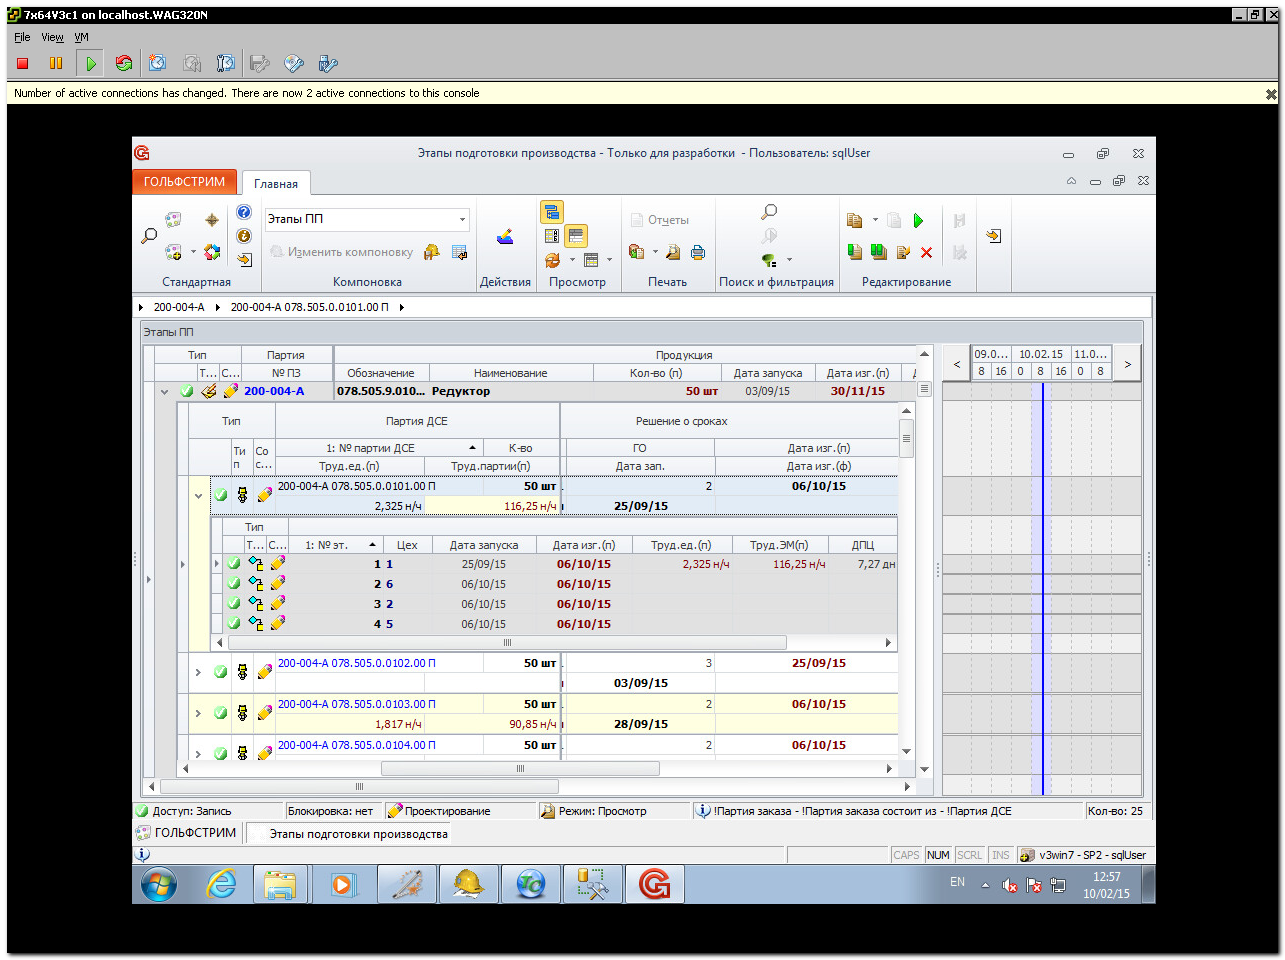 7x64V3c1 on localhost.WAG320N
File View VM
Number of active connections has changed. There are now 2 active connections to this console
Этапы подготовки производства - Только для разработки - Пользователь: sqlUser
ГОЛЬФСТРИМ Главная
Этапы ПП
Изменить компоновку
Отчеты
Стандартная Компоновка Действия Просмотр Печать Поиск и фильтрация Редактирование
200-004-А 200-004-А 078.505.0.0101.00 П
Этапы ПП
Тип Партия Продукция
Т... С... № ПЗ Обозначение Наименование Кол-во (п) Дата запуска Дата изг.(п)
200-004-А 078.505.9.010... Редуктор 50 шт 03/09/15 30/11/15
< 09.0... 10.02.15 11.0... >
8 16 0 8 16 0 8
Тип Партия ДСЕ Решение о сроках
Ти п Со с... 1: № партии ДСЕ К-во ГО Дата изг.(п)
Труд.ед.(п) Труд.партии(п) Дата зап. Дата изг.(ф)
200-004-А 078.505.0.0101.00 П 50 шт 2 06/10/15
2,325 н/ч 116,25 н/ч 25/09/15
Тип
Т... С... 1: № эт. Цех Дата запуска Дата изг.(п) Труд.ед.(п) Труд.ЭМ(п) ДПЦ
1 1 25/09/15 06/10/15 2,325 н/ч 116,25 н/ч 7,27 дн
2 6 06/10/15 06/10/15
3 2 06/10/15 06/10/15
4 5 06/10/15 06/10/15
200-004-А 078.505.0.0102.00 П 50 шт 3 25/09/15
03/09/15
200-004-А 078.505.0.0103.00 П 50 шт 2 06/10/15
1,817 н/ч 90,85 н/ч 28/09/15
200-004-А 078.505.0.0104.00 П 50 шт 2 06/10/15
Доступ: Запись Блокировка: нет Проектирование Режим: Просмотр !Партия заказа - !Партия заказа состоит из - !Партия ДСЕ Кол-во: 25
ГОЛЬФСТРИМ Этапы подготовки производства
CAPS NUM SCRL INS v3win7 - SP2 - sqlUser
EN 12:57
10/02/15